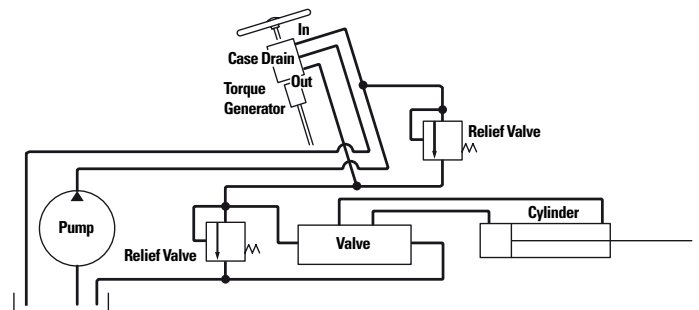 In
Case Drain
Out
Torque
Generator
Relief Valve
Pump
Relief Valve
Valve
Cylinder